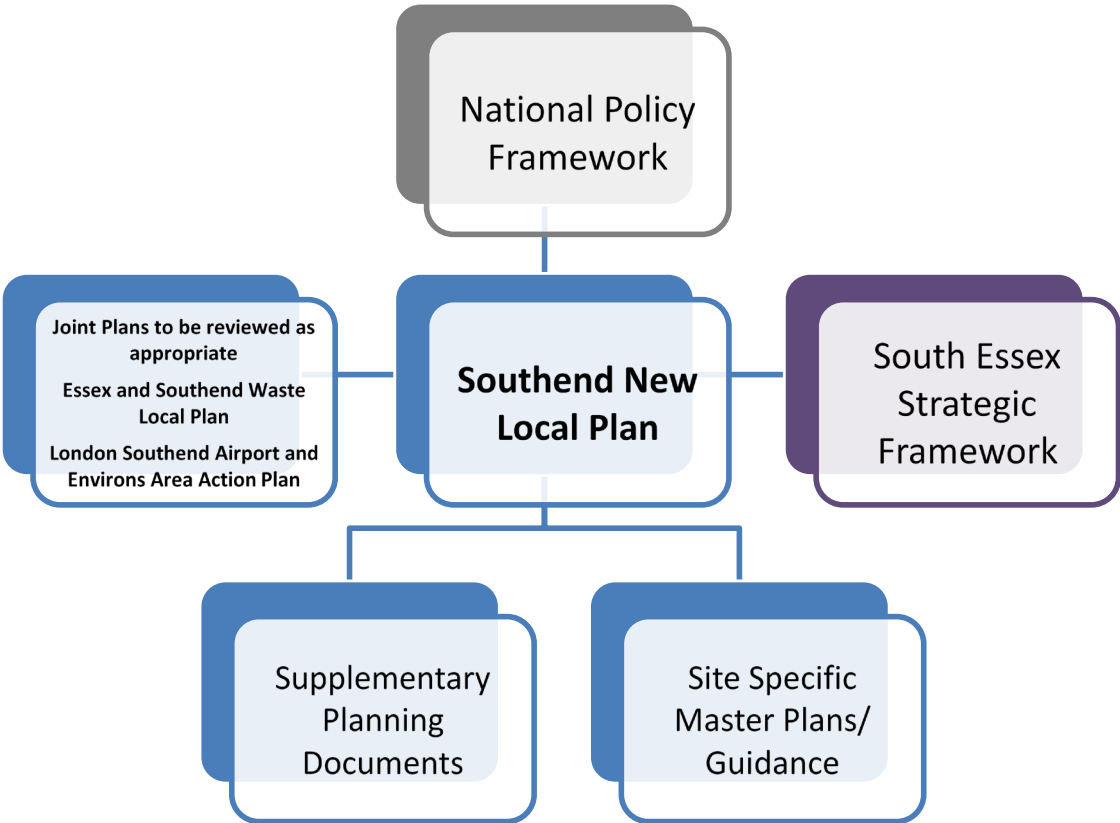 National Policy
Framework
Joint Plans to be reviewed as
appropriate
Essex and Southend Waste
Local Plan
London Southend Airport and
Environs Area Action Plan
Southend New
Local Plan
South Essex
Strategic
Framework
Supplementary
Planning
Documents
Site Specific
Master Plans/
Guidance